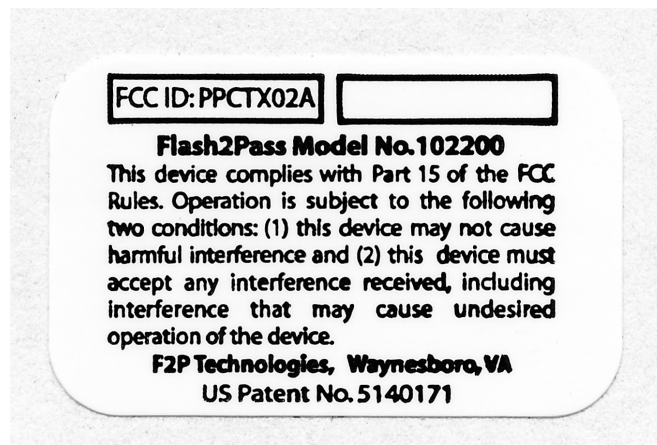 FCC ID: PPCTX02A
Flash2Pass Model No. 102200
This device complies with Part 15 of the FCC
Rules. Operation is subject to the following
two conditions: (1) this device may not cause
harmful interference and (2) this device must
accept any interference received, including
interference that may cause undesired
operation of the device.
F2P Technologies, Waynesboro, VA
US Patent No. 5140171